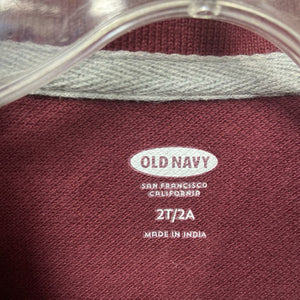 OLD NAVY
SAN FRANCISCO
CALIFORNIA
2T/2A
MADE IN INDIA